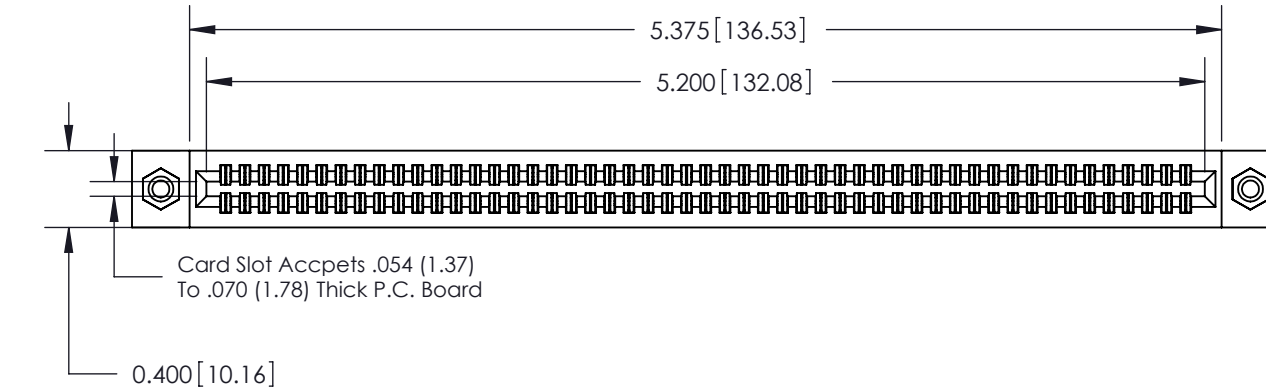 5.375[136.53]
5.200[132.08]
Card Slot Accpets .054 (1.37)
To .070 (1.78) Thick P.C. Board
0.400[10.16]